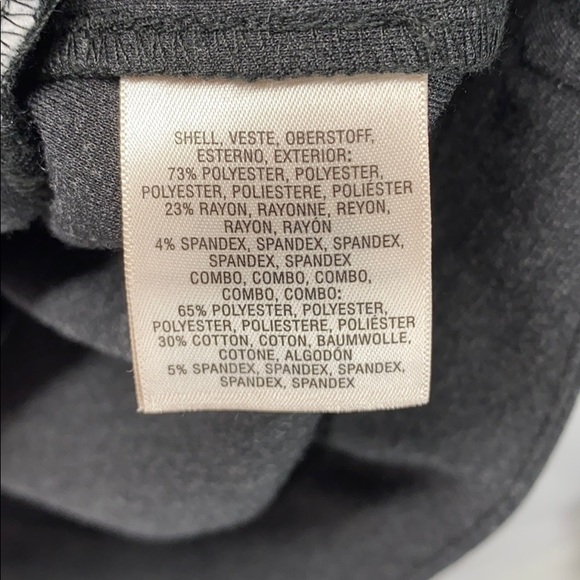 SHELL, VESTE, OBERSTOFF,
ESTERNO, EXTERIOR:
73% POLYESTER, POLYESTER,
POLYESTER, POLIESTERE, POLIÉSTER
23% RAYON, RAYONNE, REYON,
RAYON, RAYÓN
4% SPANDEX, SPANDEX, SPANDEX,
SPANDEX, SPANDEX
COMBO, COMBO, COMBO,
COMBO, COMBO:
65% POLYESTER, POLYESTER,
POLYESTER, POLIESTERE, POLIÉSTER
30% COTTON, COTON, BAUMWOLLE,
COTONE, ALGODÓN
5% SPANDEX, SPANDEX, SPANDEX,
SPANDEX, SPANDEX